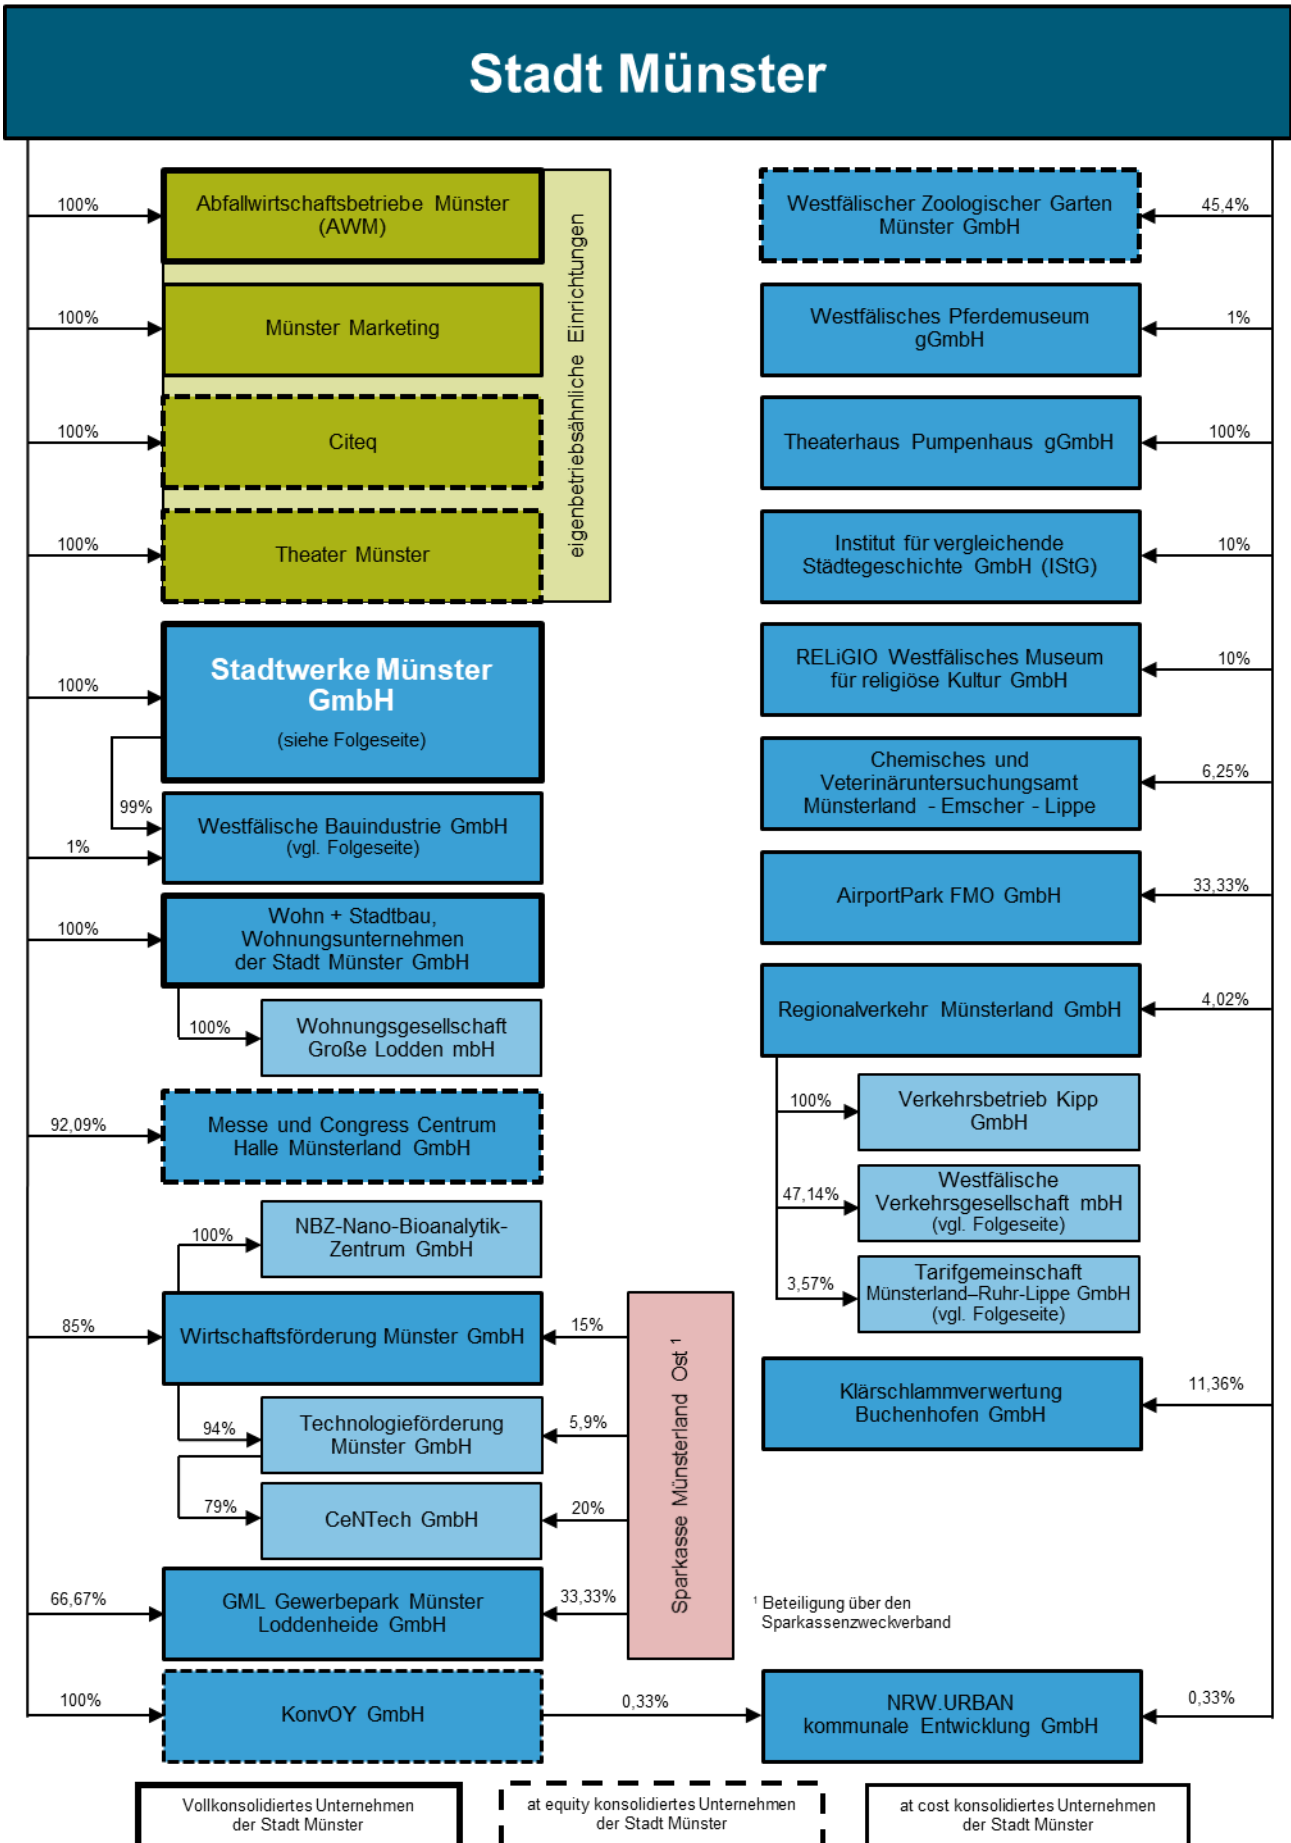 Stadt Münster
100%
Abfallwirtschaftsbetriebe Münster
(AWM)
100%
Münster Marketing
100%
Citeq
100%
Theater Münster
eigenbetriebsähnliche Einrichtungen
100%
Stadtwerke Münster
GmbH
(siehe Folgeseite)
99%
1%
Westfälische Bauindustrie GmbH
(vgl. Folgeseite)
100%
Wohn + Stadtbau,
Wohnungsunternehmen
der Stadt Münster GmbH
100%
Wohnungsgesellschaft
Große Lodden mbH
92,09%
Messe und Congress Centrum
Halle Münsterland GmbH
100%
NBZ-Nano-Bioanalytik-
Zentrum GmbH
85%
Wirtschaftsförderung Münster GmbH
15%
94%
Technologieförderung
Münster GmbH
5,9%
79%
CeNTech GmbH
20%
66,67%
GML Gewerbepark Münster
Loddenheide GmbH
33,33%
Sparkasse Münsterland Ost ¹
100%
KonvOY GmbH
0,33%
Westfälischer Zoologischer Garten
Münster GmbH
45,4%
Westfälisches Pferdemuseum
gGmbH
1%
Theaterhaus Pumpenhaus gGmbH
100%
Institut für vergleichende
Städtegeschichte GmbH (IStG)
10%
RELiGIO Westfälisches Museum
für religiöse Kultur GmbH
10%
Chemisches und
Veterinäruntersuchungsamt
Münsterland - Emscher - Lippe
6,25%
AirportPark FMO GmbH
33,33%
Regionalverkehr Münsterland GmbH
4,02%
100%
Verkehrsbetrieb Kipp
GmbH
47,14%
Westfälische
Verkehrsgesellschaft mbH
(vgl. Folgeseite)
3,57%
Tarifgemeinschaft
Münsterland–Ruhr-Lippe GmbH
(vgl. Folgeseite)
Klärschlammverwertung
Buchenhofen GmbH
11,36%
¹ Beteiligung über den
Sparkassenzweckverband
NRW.URBAN
kommunale Entwicklung GmbH
0,33%
Vollkonsolidiertes Unternehmen
der Stadt Münster
at equity konsolidiertes Unternehmen
der Stadt Münster
at cost konsolidiertes Unternehmen
der Stadt Münster